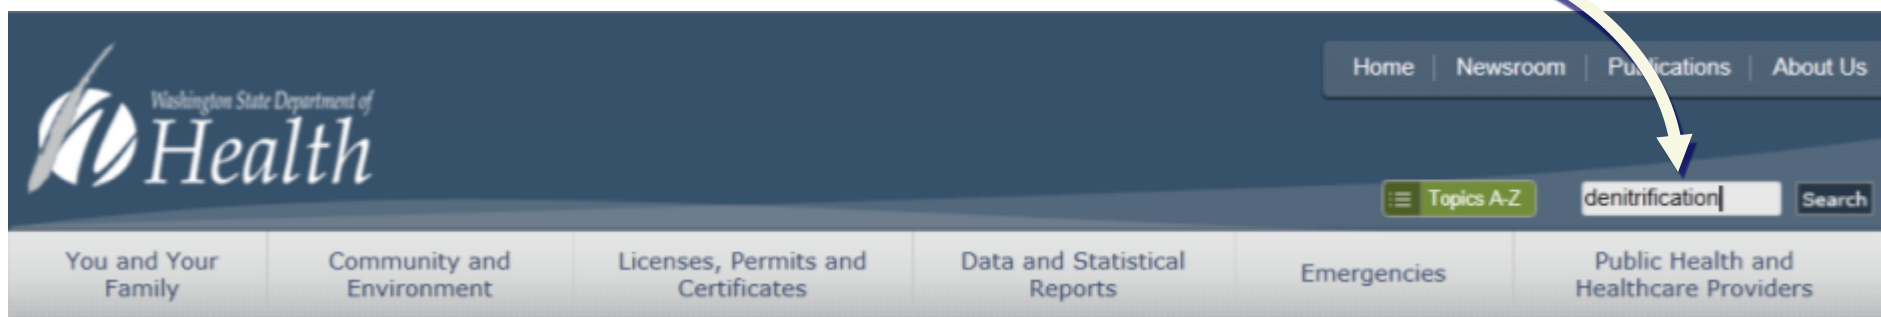 Home Newsroom Publications About Us
Washington State Department of
Health
Topics A-Z denitrification Search
You and Your
Family
Community and
Environment
Licenses, Permits and
Certificates
Data and Statistical
Reports
Emergencies
Public Health and
Healthcare Providers